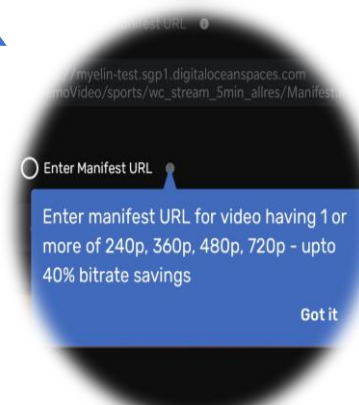 nifest URL
myelin-test.sgp1.digitaloceanspaces.com
moVideo/sports/wc_stream_5min_allres/Manifest.m
Enter Manifest URL
Enter manifest URL for video having 1 or
more of 240p, 360p, 480p, 720p - upto
40% bitrate savings
Got it